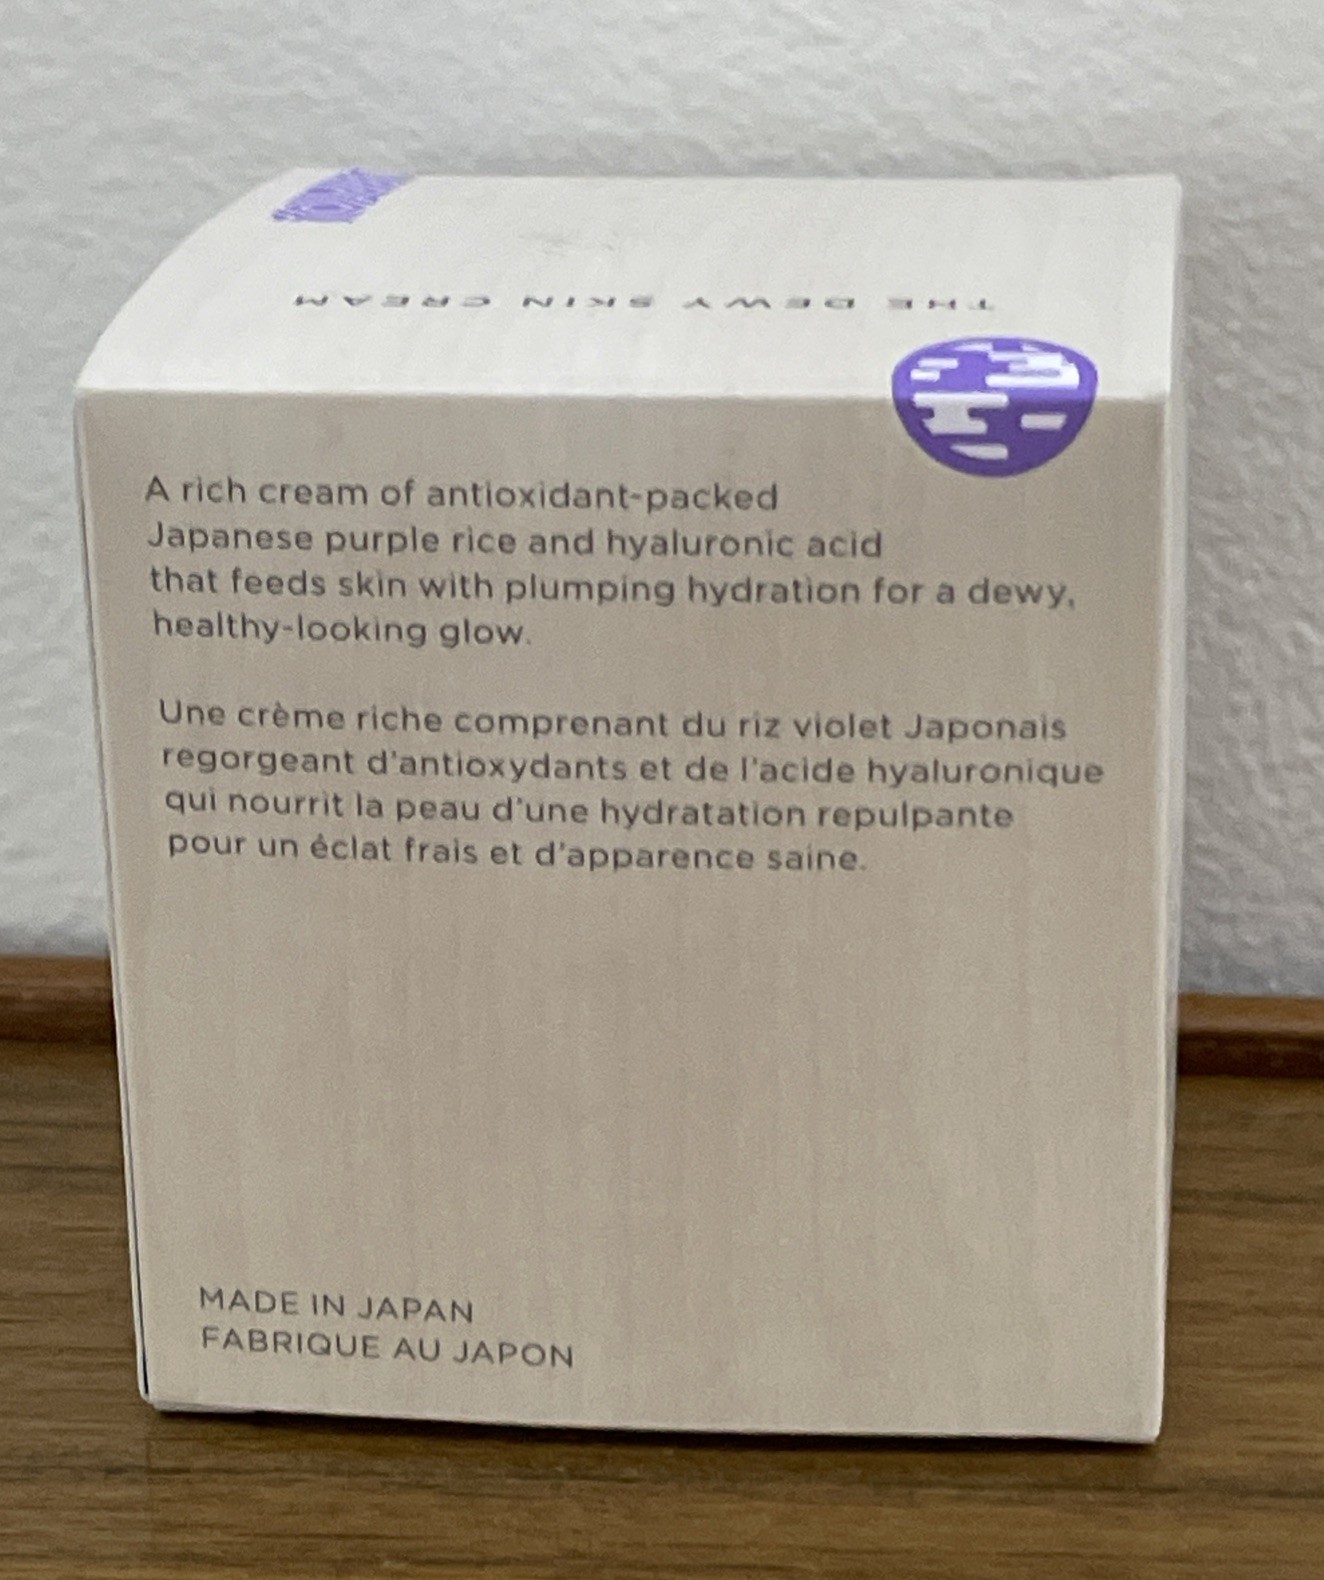 THE DEWY SKIN CREAM
A rich cream of antioxidant-packed
Japanese purple rice and hyaluronic acid
that feeds skin with plumping hydration for a dewy,
healthy-looking glow.
Une crème riche comprenant du riz violet Japonais
regorgeant d'antioxydants et de l'acide hyaluronique
qui nourrit la peau d'une hydratation repulpante
pour un éclat frais et d'apparence saine.
MADE IN JAPAN
FABRIQUE AU JAPON